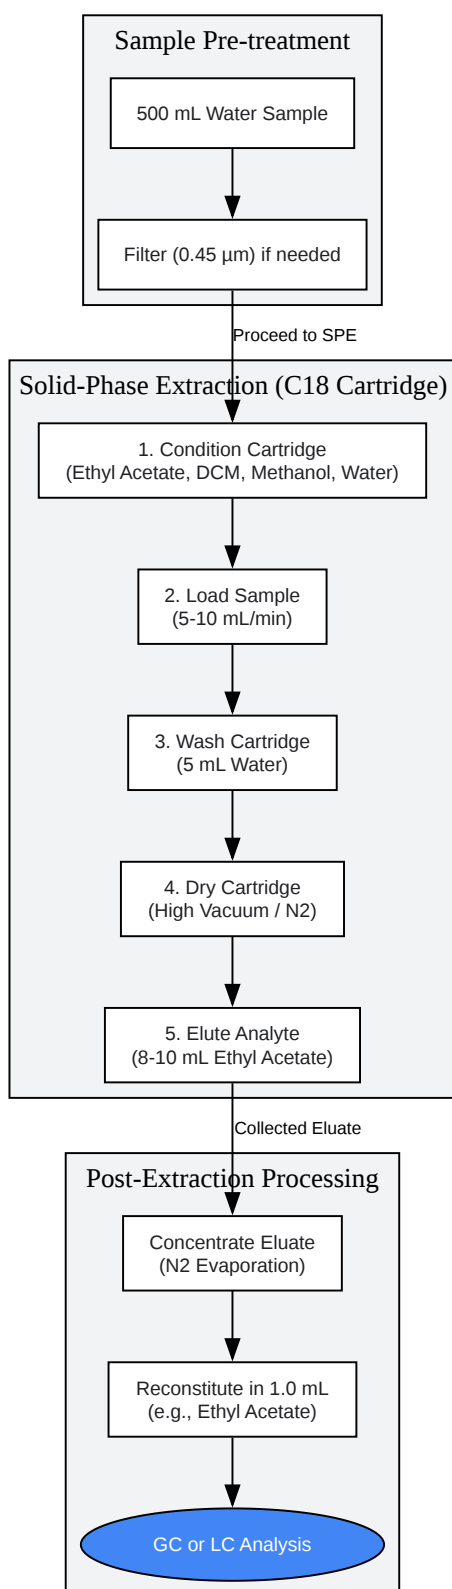 Sample Pre-treatment
500 mL Water Sample
Filter (0.45 µm) if needed
Proceed to SPE
Solid-Phase Extraction (C18 Cartridge)
1. Condition Cartridge
(Ethyl Acetate, DCM, Methanol, Water)
2. Load Sample
(5-10 mL/min)
3. Wash Cartridge
(5 mL Water)
4. Dry Cartridge
(High Vacuum / N2)
5. Elute Analyte
(8-10 mL Ethyl Acetate)
Collected Eluate
Post-Extraction Processing
Concentrate Eluate
(N2 Evaporation)
Reconstitute in 1.0 mL
(e.g., Ethyl Acetate)
GC or LC Analysis